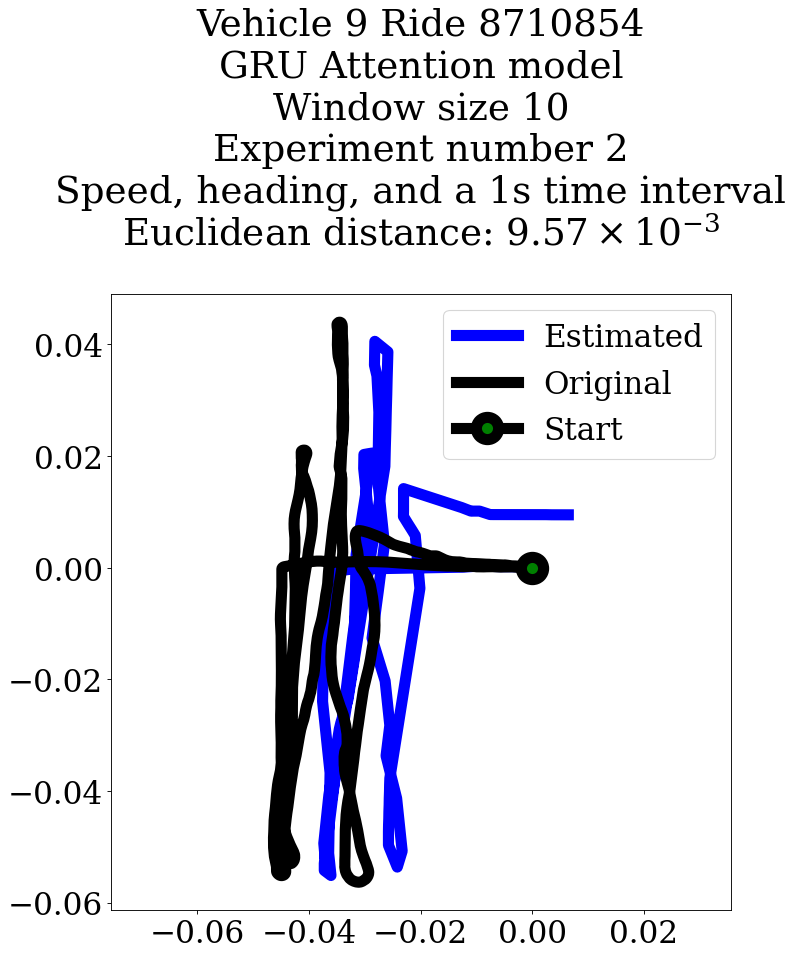 Vehicle 9 Ride 8710854
GRU Attention model
Window size 10
Experiment number 2
Speed, heading, and a 1s time interval
Euclidean distance: 9.57 × 10⁻³
Estimated
Original
Start
0.04
0.02
0.00
−0.02
−0.04
−0.06
−0.06 −0.04 −0.02 0.00 0.02